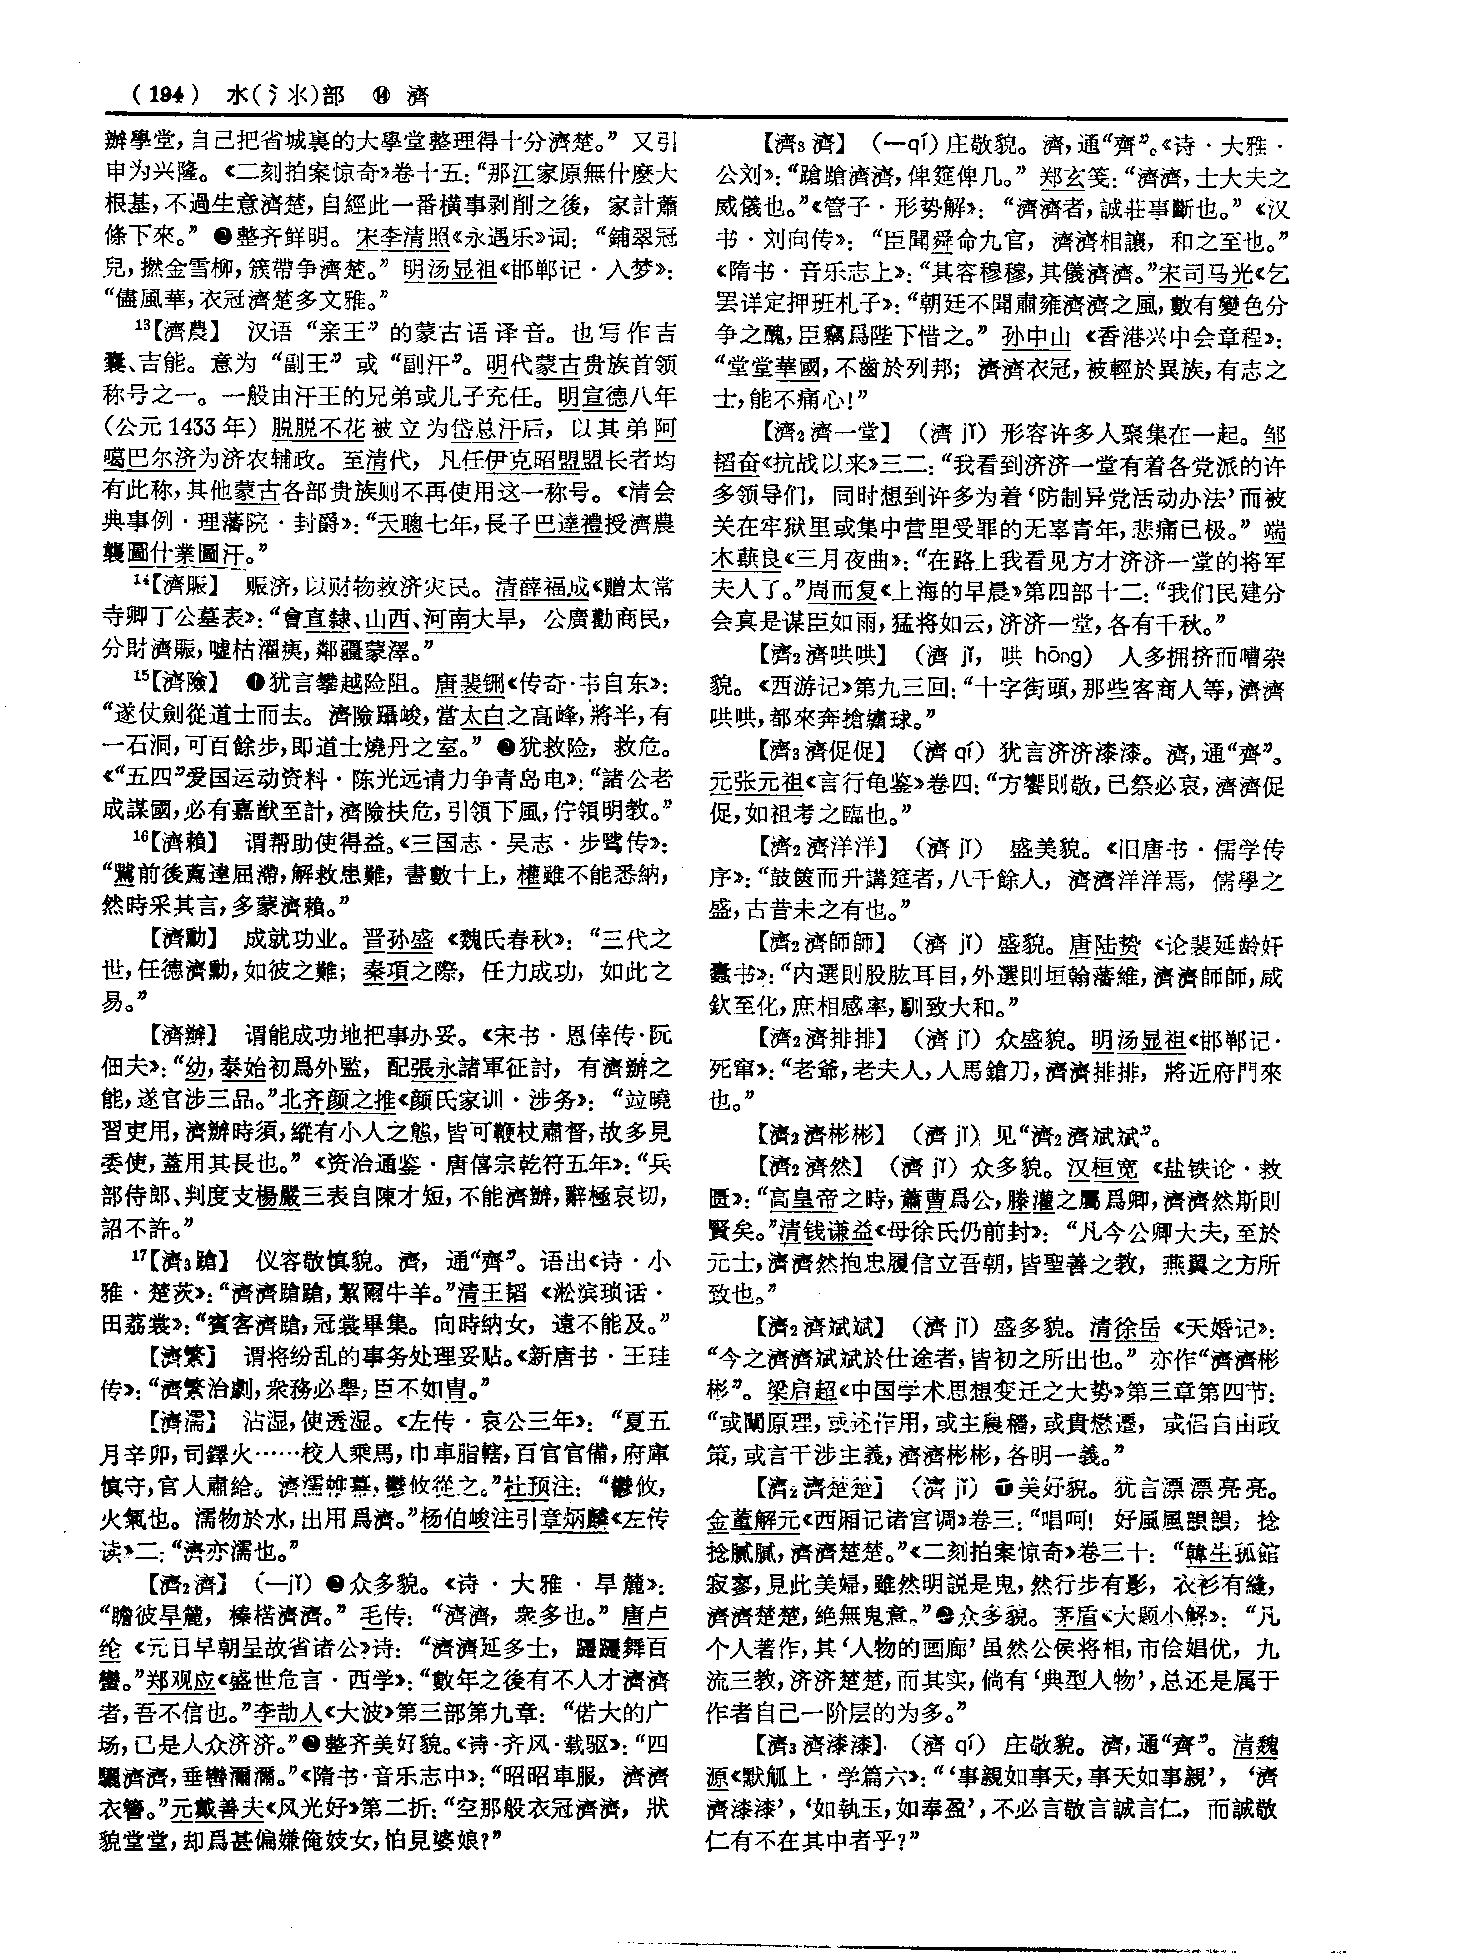 (194) 水(氵氺)部 ⑭ 濟
辦學堂，自己把省城裏的大學堂整理得十分濟楚。”又引
申为兴隆。《二刻拍案惊奇》卷十五：“那江家原無什麽大
根基，不過生意濟楚，自經此一番橫事剥削之後，家計蕭
條下來。”❷整齐鲜明。宋李清照《永遇乐》词：“鋪翠冠
兒，撚金雪柳，簇帶争濟楚。”明汤显祖《邯郸记·入梦》：
“儘風華，衣冠濟楚多文雅。”
13【濟農】 汉语“亲王”的蒙古语译音。也写作吉
囊、吉能。意为“副王”或“副汗”。明代蒙古贵族首领
称号之一。一般由汗王的兄弟或儿子充任。明宣德八年
（公元1433年）脱脱不花被立为岱总汗后，以其弟阿
噶巴尔济为济农辅政。至清代，凡任伊克昭盟盟长者均
有此称，其他蒙古各部贵族则不再使用这一称号。《清会
典事例·理藩院·封爵》：“天聰七年，長子巴達禮授濟農
襲圖什業圖汗。”
14【濟賑】 赈济，以财物救济灾民。清薛福成《赠太常
寺卿丁公墓表》：“會直隸、山西、河南大旱，公廣勸商民，
分財濟賑，噓枯濯痍，鄰疆蒙澤。”
15【濟險】 ❶犹言攀越险阻。唐裴铏《传奇·韦自东》：
“遂仗劍從道士而去。濟險躡峻，當太白之高峰，將半，有
一石洞，可百餘步，即道士燒丹之室。”❷犹救险，救危。
《“五四”爱国运动资料·陈光远请力争青岛电》：“諸公老
成謀國，必有嘉猷至計，濟險扶危，引領下風，佇領明教。”
16【濟賴】 谓帮助使得益。《三国志·吴志·步骘传》：
“騭前後薦達屈滯，解救患難，書數十上，權雖不能悉納，
然時采其言，多蒙濟賴。”
【濟勳】 成就功业。晋孙盛《魏氏春秋》：“三代之
世，任德濟勳，如彼之難；秦項之際，任力成功，如此之
易。”
【濟辦】 谓能成功地把事办妥。《宋书·恩倖传·阮
佃夫》：“幼，泰始初爲外監，配張永諸軍征討，有濟辦之
能，遂官涉三品。”北齐颜之推《颜氏家训·涉务》：“竝曉
習吏用，濟辦時須，縱有小人之態，皆可鞭杖肅督，故多見
委使，蓋用其長也。”《资治通鉴·唐僖宗乾符五年》：“兵
部侍郎、判度支楊嚴三表自陳才短，不能濟辦，辭極哀切，
詔不許。”
17【濟3蹌】 仪容敬慎貌。濟，通“齊”。语出《诗·小
雅·楚茨》：“濟濟蹌蹌，絜爾牛羊。”清王韬《淞滨琐话·
田荔裳》：“賓客濟蹌，冠裳畢集。向時納女，遠不能及。”
【濟繁】 谓将纷乱的事务处理妥贴。《新唐书·王珪
传》：“濟繁治劇，衆務必舉，臣不如胄。”
【濟濡】 沾湿，使透湿。《左传·哀公三年》：“夏五
月辛卯，司鐸火……校人乘馬，巾車脂轄，百官官備，府庫
慎守，官人肅給。濟濡帷幕，鬱攸從之。”杜预注：“鬱攸，
火氣也。濡物於水，出用爲濟。”杨伯峻注引章炳麟《左传
读》二：“濟亦濡也。”
【濟2濟】 （一jǐ）❶众多貌。《诗·大雅·旱麓》：
“瞻彼旱麓，榛楛濟濟。”毛传：“濟濟，衆多也。”唐卢
纶《元日早朝呈故省诸公》诗：“濟濟延多士，躚躚舞百
蠻。”郑观应《盛世危言·西学》：“數年之後有不人才濟濟
者，吾不信也。”李劼人《大波》第三部第九章：“偌大的广
场，已是人众济济。”❷整齐美好貌。《诗·齐风·载驱》：“四
驪濟濟，垂轡濔濔。”《隋书·音乐志中》：“昭昭車服，濟濟
衣簪。”元戴善夫《风光好》第二折：“空那般衣冠濟濟，狀
貌堂堂，却爲甚偏嫌俺妓女，怕見婆娘？”
【濟3濟】 （一qí）庄敬貌。濟，通“齊”。《诗·大雅·
公刘》：“蹌蹌濟濟，俾筵俾几。”郑玄笺：“濟濟，士大夫之
威儀也。”《管子·形势解》：“濟濟者，誠莊事斷也。”《汉
书·刘向传》：“臣聞舜命九官，濟濟相讓，和之至也。”
《隋书·音乐志上》：“其容穆穆，其儀濟濟。”宋司马光《乞
罢详定押班札子》：“朝廷不聞肅雍濟濟之風，數有變色分
争之醜，臣竊爲陛下惜之。”孙中山《香港兴中会章程》：
“堂堂華國，不齒於列邦；濟濟衣冠，被輕於異族，有志之
士，能不痛心！”
【濟2濟一堂】 （濟jǐ）形容许多人聚集在一起。邹
韬奋《抗战以来》三二：“我看到济济一堂有着各党派的许
多领导们，同时想到许多为着‘防制异党活动办法’而被
关在牢狱里或集中营里受罪的无辜青年，悲痛已极。”端
木蕻良《三月夜曲》：“在路上我看见方才济济一堂的将军
夫人了。”周而复《上海的早晨》第四部十二：“我们民建分
会真是谋臣如雨，猛将如云，济济一堂，各有千秋。”
【濟2濟哄哄】 （濟jǐ，哄hōng） 人多拥挤而嘈杂
貌。《西游记》第九三回：“十字街頭，那些客商人等，濟濟
哄哄，都來奔搶繡球。”
【濟3濟促促】 （濟qí）犹言济济漆漆。濟，通“齊”。
元张元祖《言行龟鉴》卷四：“方饗則敬，已祭必哀，濟濟促
促，如祖考之臨也。”
【濟2濟洋洋】 （濟jǐ） 盛美貌。《旧唐书·儒学传
序》：“鼓篋而升講筵者，八千餘人，濟濟洋洋焉，儒學之
盛，古昔未之有也。”
【濟2濟師師】 （濟jǐ）盛貌。唐陆贽《论裴延龄奸
蠹书》：“内選則股肱耳目，外選則垣翰藩維，濟濟師師，咸
欽至化，庶相感率，馴致大和。”
【濟2濟排排】 （濟jǐ）众盛貌。明汤显祖《邯郸记·
死窜》：“老爺，老夫人，人馬鎗刀，濟濟排排，將近府門來
也。”
【濟2濟彬彬】 （濟jǐ）见“濟2濟斌斌”。
【濟2濟然】 （濟jǐ）众多貌。汉桓宽《盐铁论·救
匮》：“高皇帝之時，蕭曹爲公，滕灌之屬爲卿，濟濟然斯則
賢矣。”清钱谦益《母徐氏仍前封》：“凡今公卿大夫，至於
元士，濟濟然抱忠履信立吾朝，皆聖善之教，燕翼之方所
致也。”
【濟2濟斌斌】 （濟jǐ）盛多貌。清徐岳《天婚记》：
“今之濟濟斌斌於仕途者，皆初之所出也。”亦作“濟濟彬
彬”。梁启超《中国学术思想变迁之大势》第三章第四节：
“或闡原理，或述作用，或主農穡，或貴懋遷，或倡自由政
策，或言干涉主義，濟濟彬彬，各明一義。”
【濟2濟楚楚】 （濟jǐ）❶美好貌。犹言漂漂亮亮。
金董解元《西厢记诸宫调》卷三：“唱呵！好風風韻韻，捻
捻膩膩，濟濟楚楚。”《二刻拍案惊奇》卷三十：“韓生孤館
寂寥，見此美婦，雖然明説是鬼，然行步有影，衣衫有縫，
濟濟楚楚，絶無鬼意。”❷众多貌。茅盾《大题小解》：“凡
个人著作，其‘人物的画廊’虽然公侯将相，市侩娼优，九
流三教，济济楚楚，而其实，倘有‘典型人物’，总还是属于
作者自己一阶层的为多。”
【濟3濟漆漆】 （濟qí） 庄敬貌。濟，通“齊”。清魏
源《默觚上·学篇六》：“‘事親如事天，事天如事親’，‘濟
濟漆漆’，‘如執玉，如奉盈’，不必言敬言誠言仁，而誠敬
仁有不在其中者乎？”